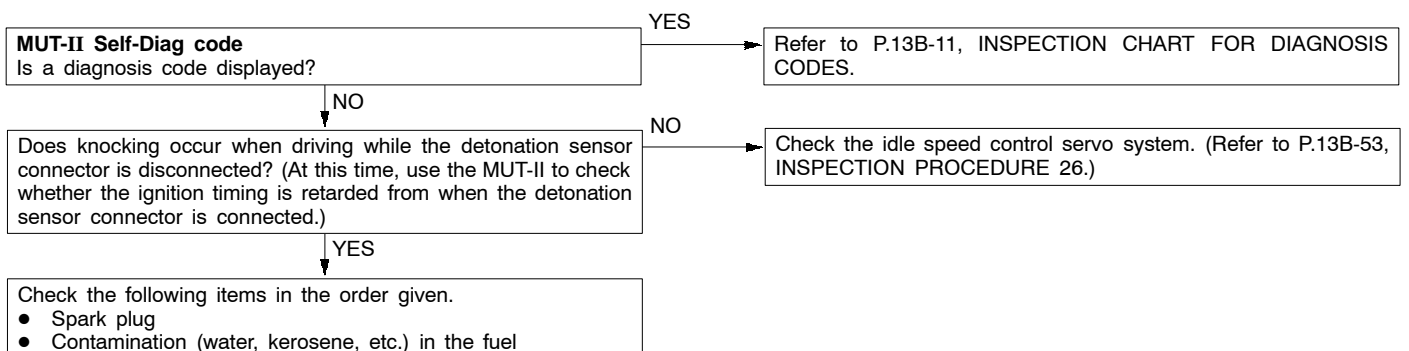 YES
MUT-II Self-Diag code
Is a diagnosis code displayed?
Refer to P.13B-11, INSPECTION CHART FOR DIAGNOSIS
CODES.
NO
Does knocking occur when driving while the detonation sensor
connector is disconnected? (At this time, use the MUT-II to check
whether the ignition timing is retarded from when the detonation
sensor connector is connected.)
NO
Check the idle speed control servo system. (Refer to P.13B-53,
INSPECTION PROCEDURE 26.)
YES
Check the following items in the order given.
● Spark plug
● Contamination (water, kerosene, etc.) in the fuel